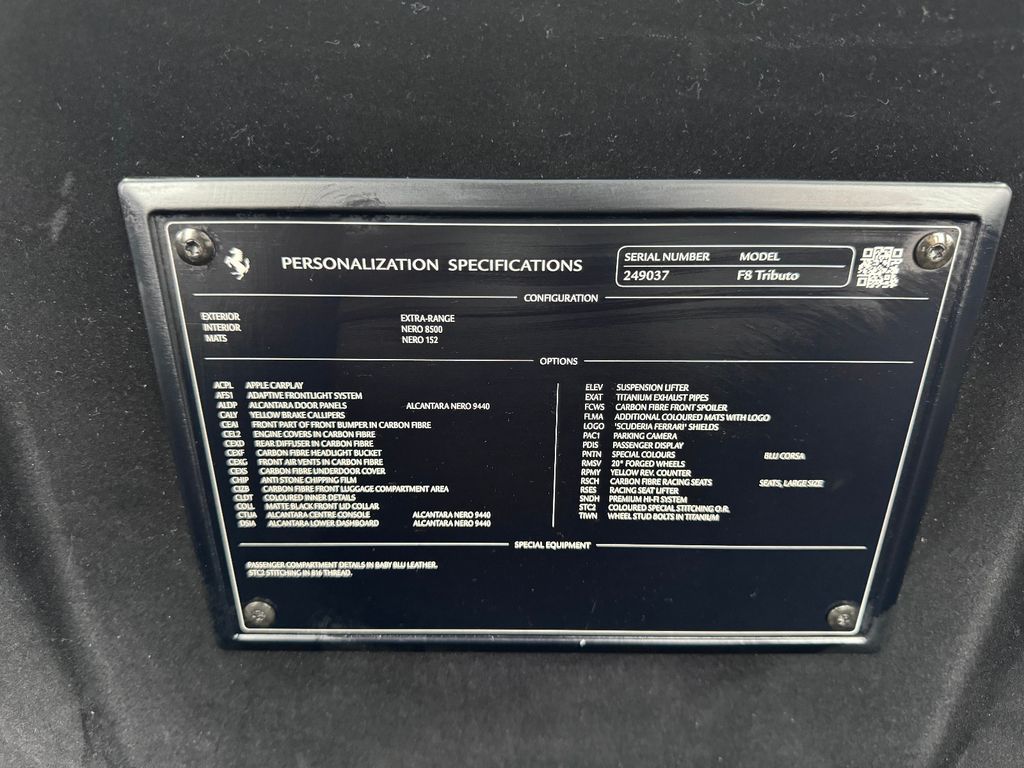 PERSONALIZATION SPECIFICATIONS
SERIAL NUMBER MODEL
249037 F8 Tributo
CONFIGURATION
EXTERIOR EXTRA-RANGE
INTERIOR NERO 8500
MATS NERO 152
OPTIONS
ACPL APPLE CARPLAY
AFS1 ADAPTIVE FRONTLIGHT SYSTEM
ALDP ALCANTARA DOOR PANELS ALCANTARA NERO 9440
CALY YELLOW BRAKE CALLIPERS
CEA1 FRONT PART OF FRONT BUMPER IN CARBON FIBRE
CEL2 ENGINE COVERS IN CARBON FIBRE
CEXD REAR DIFFUSER IN CARBON FIBRE
CEXF CARBON FIBRE HEADLIGHT BUCKET
CEXG FRONT AIR VENTS IN CARBON FIBRE
CEXS CARBON FIBRE UNDERDOOR COVER
CHIP ANTI STONE CHIPPING FILM
CIZB CARBON FIBRE FRONT LUGGAGE COMPARTMENT AREA
CLDT COLOURED INNER DETAILS
COLL MATTE BLACK FRONT LID COLLAR
CTUA ALCANTARA CENTRE CONSOLE ALCANTARA NERO 9440
DSIA ALCANTARA LOWER DASHBOARD ALCANTARA NERO 9440
ELEV SUSPENSION LIFTER
EXAT TITANIUM EXHAUST PIPES
FCWS CARBON FIBRE FRONT SPOILER
FLMA ADDITIONAL COLOURED MATS WITH LOGO
LOGO "SCUDERIA FERRARI" SHIELDS
PAC1 PARKING CAMERA
PDIS PASSENGER DISPLAY
PNTN SPECIAL COLOURS BLU CORSA
RMSV 20" FORGED WHEELS
RPMY YELLOW REV. COUNTER
RSCH CARBON FIBRE RACING SEATS SEATS, LARGE SIZE
RSES RACING SEAT LIFTER
SNDH PREMIUM HI-FI SYSTEM
STC2 COLOURED SPECIAL STITCHING O.R.
TIWN WHEEL STUD BOLTS IN TITANIUM
SPECIAL EQUIPMENT
PASSENGER COMPARTMENT DETAILS IN BABY BLU LEATHER.
STC2 STITCHING IN 816 THREAD.